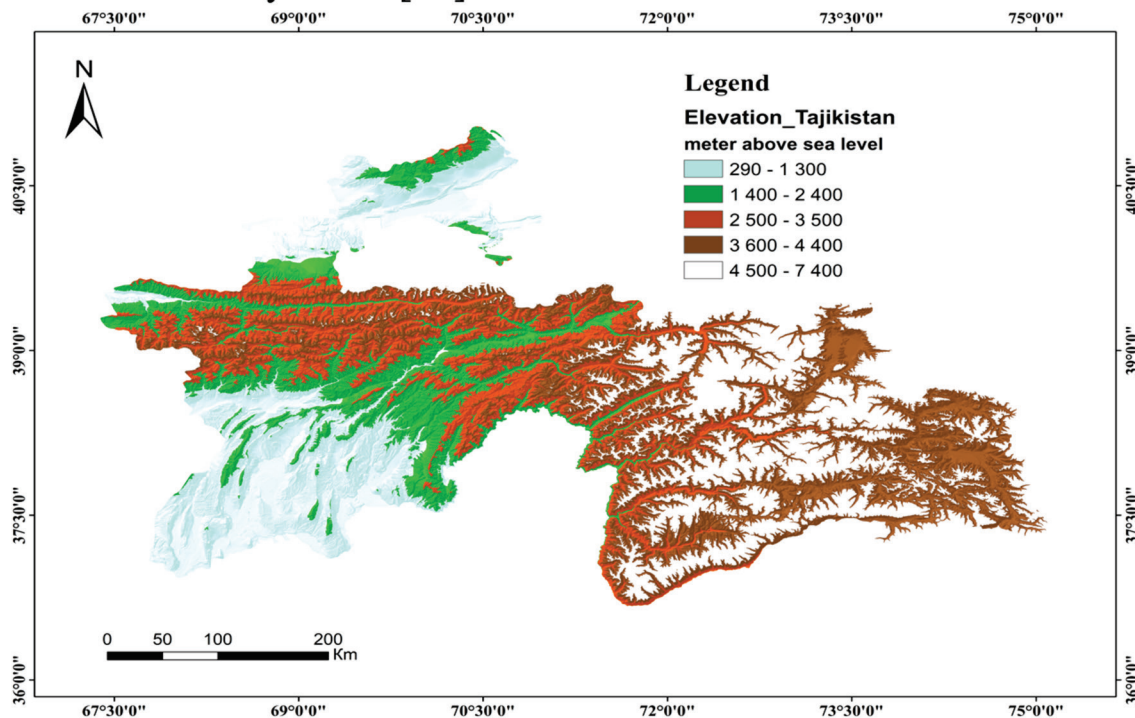 67°30'0" 69°0'0" 70°30'0" 72°0'0" 73°30'0" 75°0'0"
N
Legend
Elevation_Tajikistan
meter above sea level
290 - 1 300
1 400 - 2 400
2 500 - 3 500
3 600 - 4 400
4 500 - 7 400
40°30'0" 40°30'0"
39°0'0" 39°0'0"
37°30'0" 37°30'0"
0 50 100 200
Km
36°0'0" 36°0'0"
67°30'0" 69°0'0" 70°30'0" 72°0'0" 73°30'0" 75°0'0"